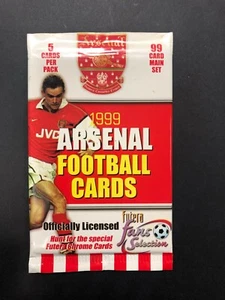 Arsenal
5
CARDS
PER
PACK
99
CARD
MAIN
SET
1999
ARSENAL
FOOTBALL
CARDS
JVC
Officially Licensed
Hunt for the special
Futera Chrome Cards
Futera
Fans
Selection